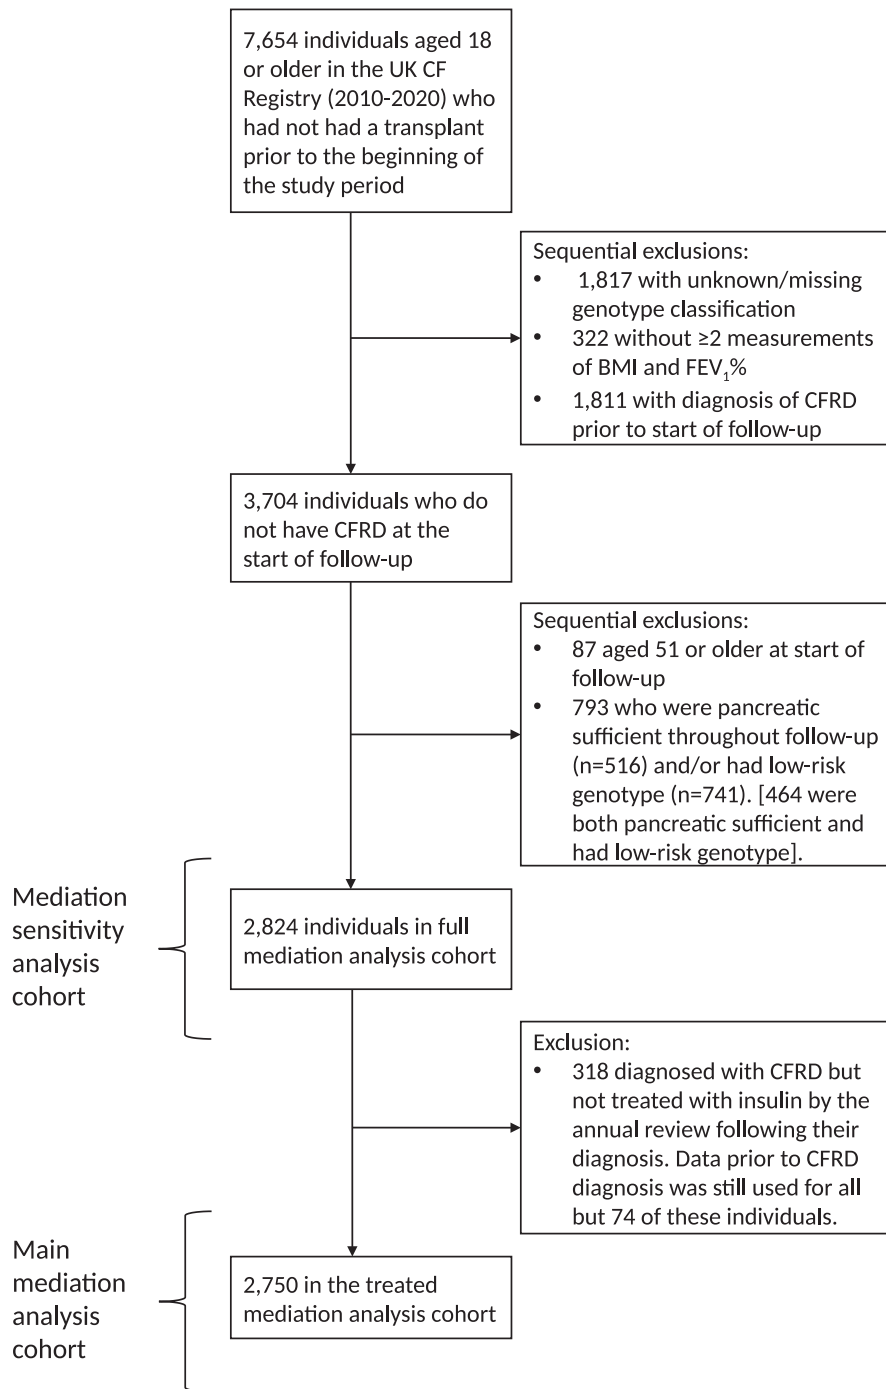 7,654 individuals aged 18
or older in the UK CF
Registry (2010-2020) who
had not had a transplant
prior to the beginning of
the study period
Sequential exclusions:
• 1,817 with unknown/missing
genotype classification
• 322 without ≥2 measurements
of BMI and FEV₁%
• 1,811 with diagnosis of CFRD
prior to start of follow-up
3,704 individuals who do
not have CFRD at the
start of follow-up
Sequential exclusions:
• 87 aged 51 or older at start of
follow-up
• 793 who were pancreatic
sufficient throughout follow-up
(n=516) and/or had low-risk
genotype (n=741). [464 were
both pancreatic sufficient and
had low-risk genotype].
Mediation
sensitivity
analysis
cohort
2,824 individuals in full
mediation analysis cohort
Exclusion:
• 318 diagnosed with CFRD but
not treated with insulin by the
annual review following their
diagnosis. Data prior to CFRD
diagnosis was still used for all
but 74 of these individuals.
Main
mediation
analysis
cohort
2,750 in the treated
mediation analysis cohort